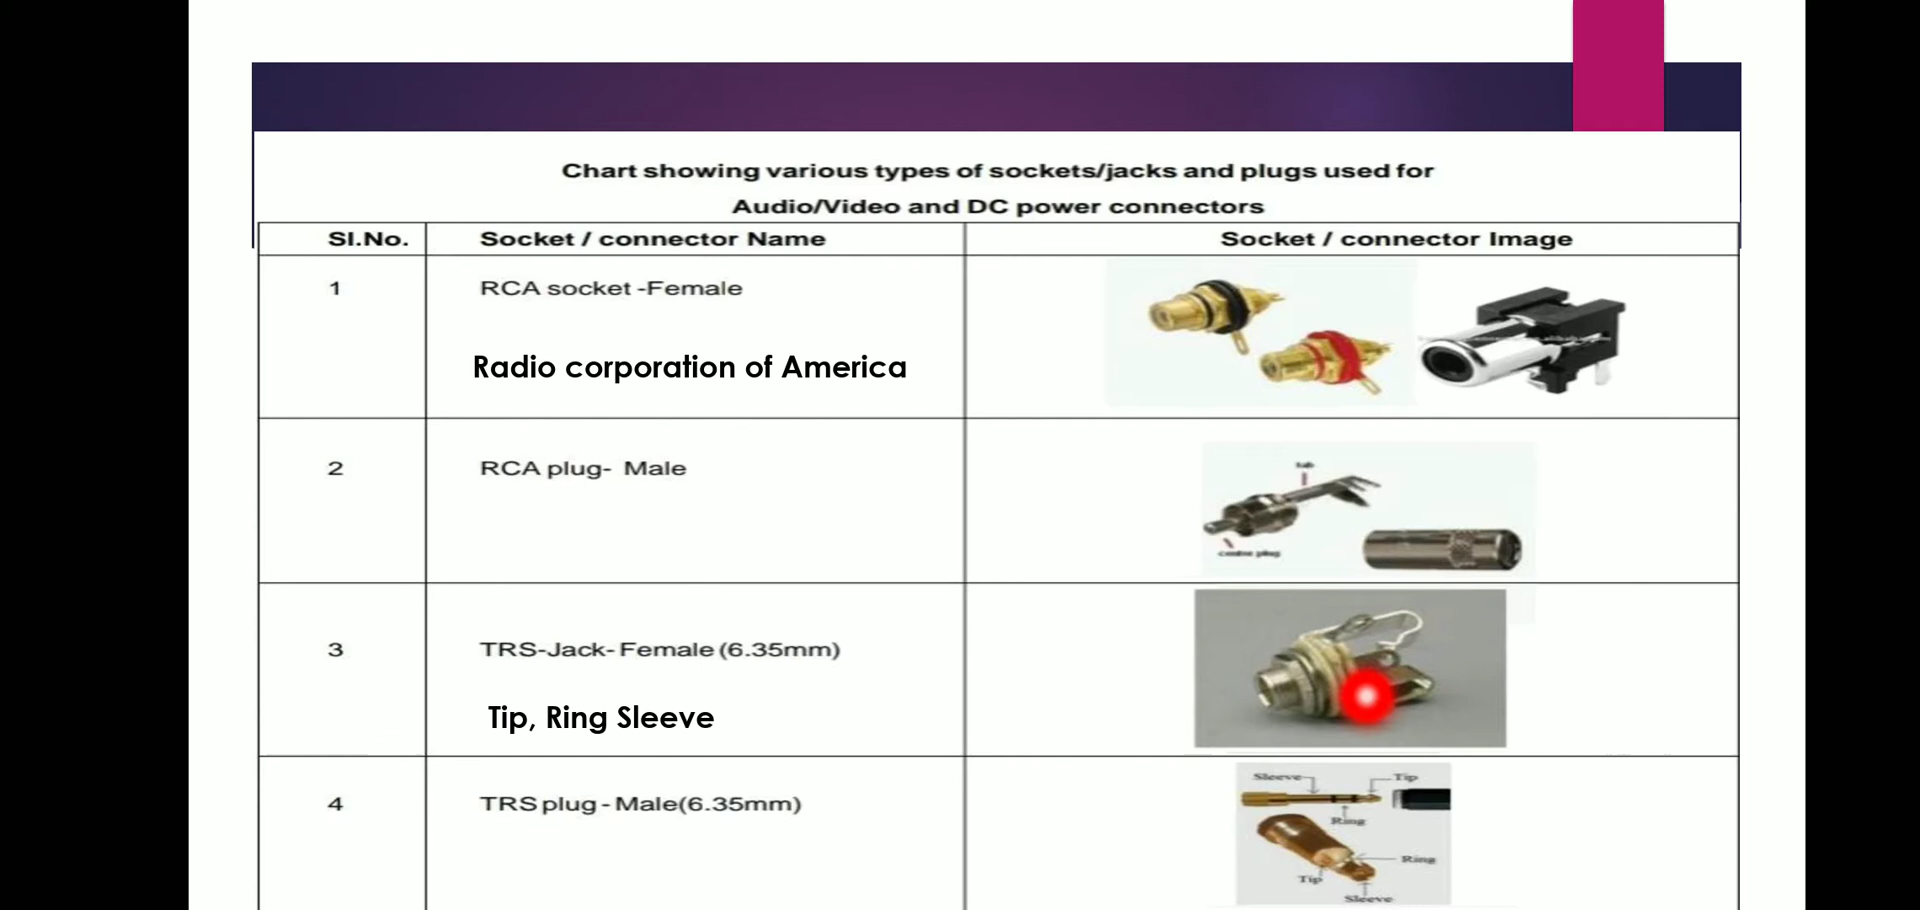 Chart showing various types of sockets/jacks and plugs used for
Audio/Video and DC power connectors
Sl.No. Socket / connector Name Socket / connector Image
1 RCA socket -Female
Radio corporation of America
2 RCA plug- Male
tab
centre plug
3 TRS-Jack- Female (6.35mm)
Tip, Ring Sleeve
4 TRS plug - Male(6.35mm)
Sleeve Tip
Ring
Ring
Tip
Sleeve